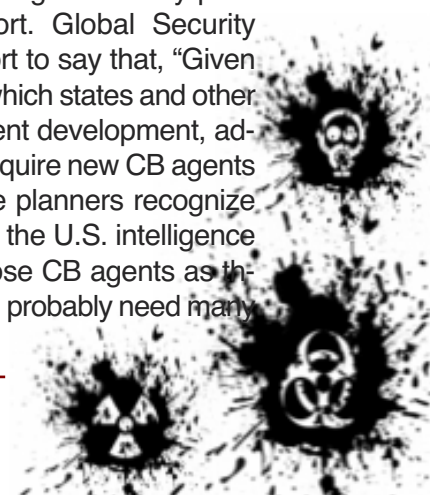 ort. Global Security
rt to say that, “Given
which states and other
ent development, ad-
quire new CB agents
e planners recognize
the U.S. intelligence
ose CB agents as th-
probably need many